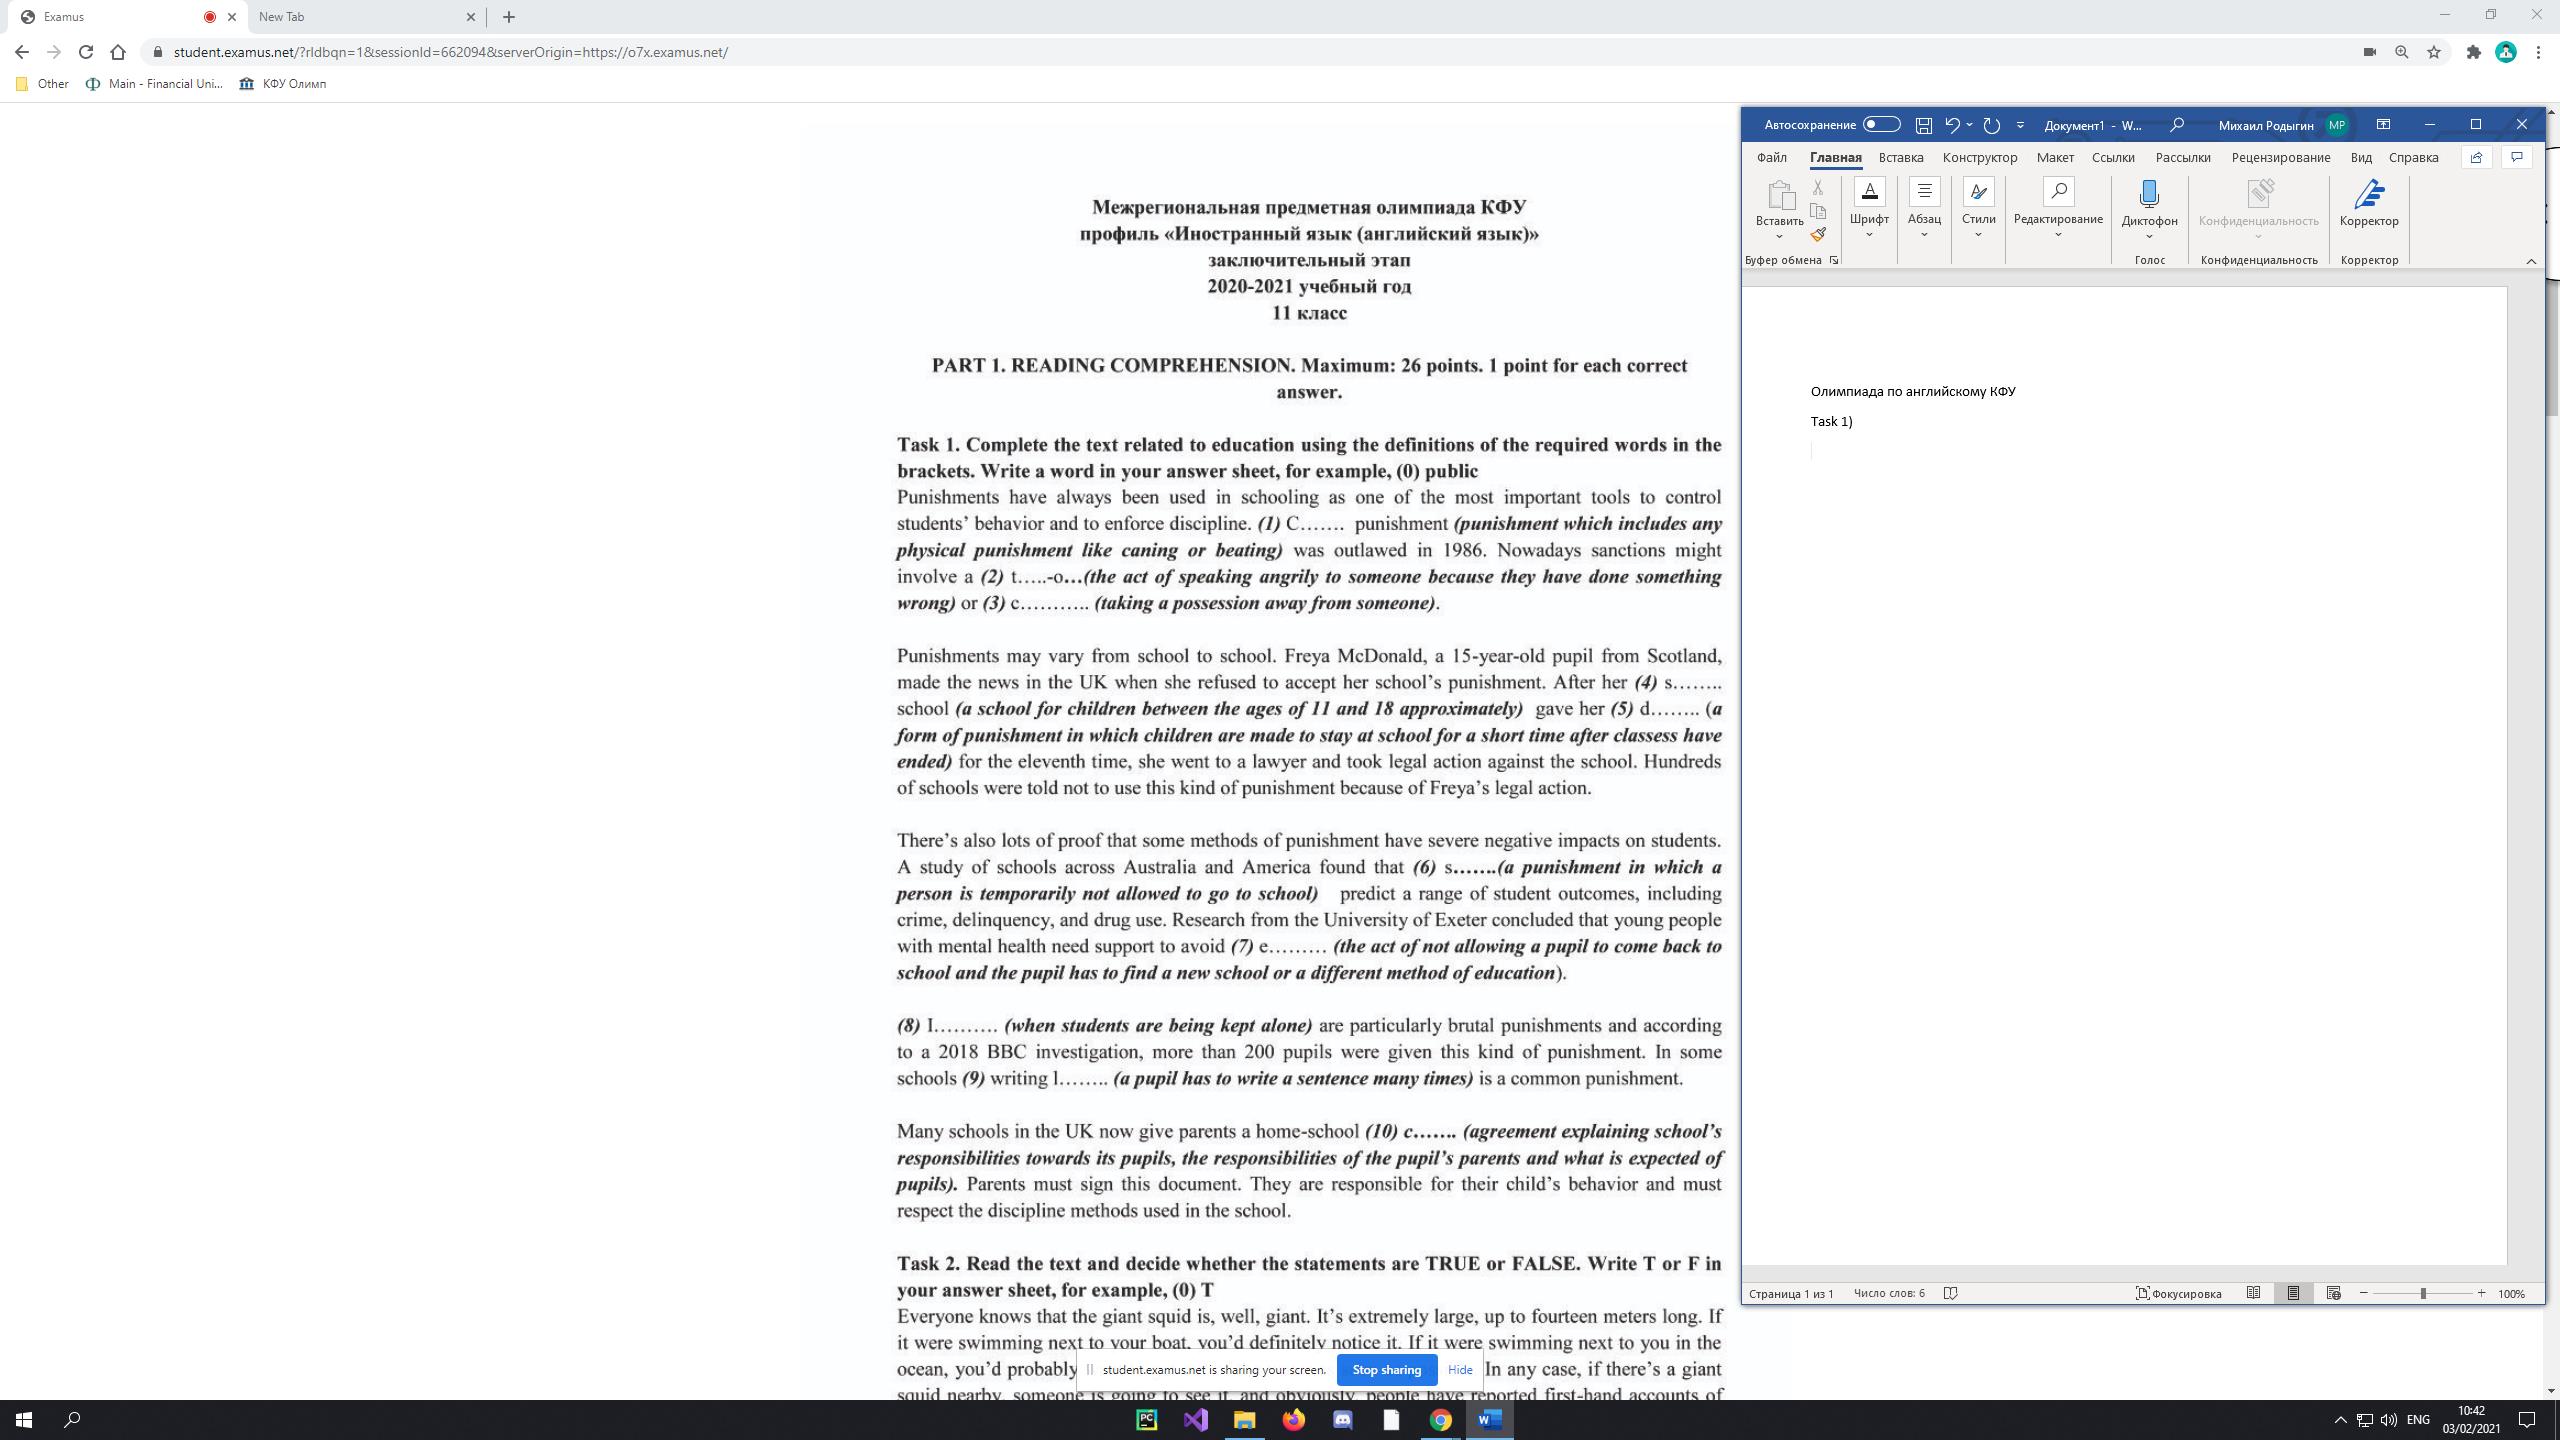 Examus
New Tab
student.examus.net/?rldbqn=1&sessionId=662094&serverOrigin=https://o7x.examus.net/
Other
Main - Financial Uni...
КФУ Олимп
Межрегиональная предметная олимпиада КФУ
профиль «Иностранный язык (английский язык)»
заключительный этап
2020-2021 учебный год
11 класс
PART 1. READING COMPREHENSION. Maximum: 26 points. 1 point for each correct
answer.
Task 1. Complete the text related to education using the definitions of the required words in the
brackets. Write a word in your answer sheet, for example, (0) public
Punishments have always been used in schooling as one of the most important tools to control
students' behavior and to enforce discipline. (1) C……. punishment (punishment which includes any
physical punishment like caning or beating) was outlawed in 1986. Nowadays sanctions might
involve a (2) t…..-o…(the act of speaking angrily to someone because they have done something
wrong) or (3) c……….. (taking a possession away from someone).
Punishments may vary from school to school. Freya McDonald, a 15-year-old pupil from Scotland,
made the news in the UK when she refused to accept her school's punishment. After her (4) s……..
school (a school for children between the ages of 11 and 18 approximately) gave her (5) d…….. (a
form of punishment in which children are made to stay at school for a short time after classess have
ended) for the eleventh time, she went to a lawyer and took legal action against the school. Hundreds
of schools were told not to use this kind of punishment because of Freya's legal action.
There's also lots of proof that some methods of punishment have severe negative impacts on students.
A study of schools across Australia and America found that (6) s…….(a punishment in which a
person is temporarily not allowed to go to school) predict a range of student outcomes, including
crime, delinquency, and drug use. Research from the University of Exeter concluded that young people
with mental health need support to avoid (7) e……… (the act of not allowing a pupil to come back to
school and the pupil has to find a new school or a different method of education).
(8) I………. (when students are being kept alone) are particularly brutal punishments and according
to a 2018 BBC investigation, more than 200 pupils were given this kind of punishment. In some
schools (9) writing l…….. (a pupil has to write a sentence many times) is a common punishment.
Many schools in the UK now give parents a home-school (10) c……. (agreement explaining school's
responsibilities towards its pupils, the responsibilities of the pupil's parents and what is expected of
pupils). Parents must sign this document. They are responsible for their child's behavior and must
respect the discipline methods used in the school.
Task 2. Read the text and decide whether the statements are TRUE or FALSE. Write T or F in
your answer sheet, for example, (0) T
Everyone knows that the giant squid is, well, giant. It's extremely large, up to fourteen meters long. If
it were swimming next to your boat, you'd definitely notice it. If it were swimming next to you in the
ocean, you'd probably In any case, if there's a giant
squid nearby, someone is going to see it, and obviously, people have reported first-hand accounts of
student.examus.net is sharing your screen.
Stop sharing
Hide
Автосохранение
Документ1 - W...
Михаил Родыгин
МР
Файл Главная Вставка Конструктор Макет Ссылки Рассылки Рецензирование Вид Справка
Вставить
Шрифт
Абзац
Стили
Редактирование
Диктофон
Конфиденциальность
Корректор
Буфер обмена
Голос
Конфиденциальность
Корректор
Олимпиада по английскому КФУ
Task 1)
Страница 1 из 1
Число слов: 6
Фокусировка
100%
PC
ENG
10:42
03/02/2021